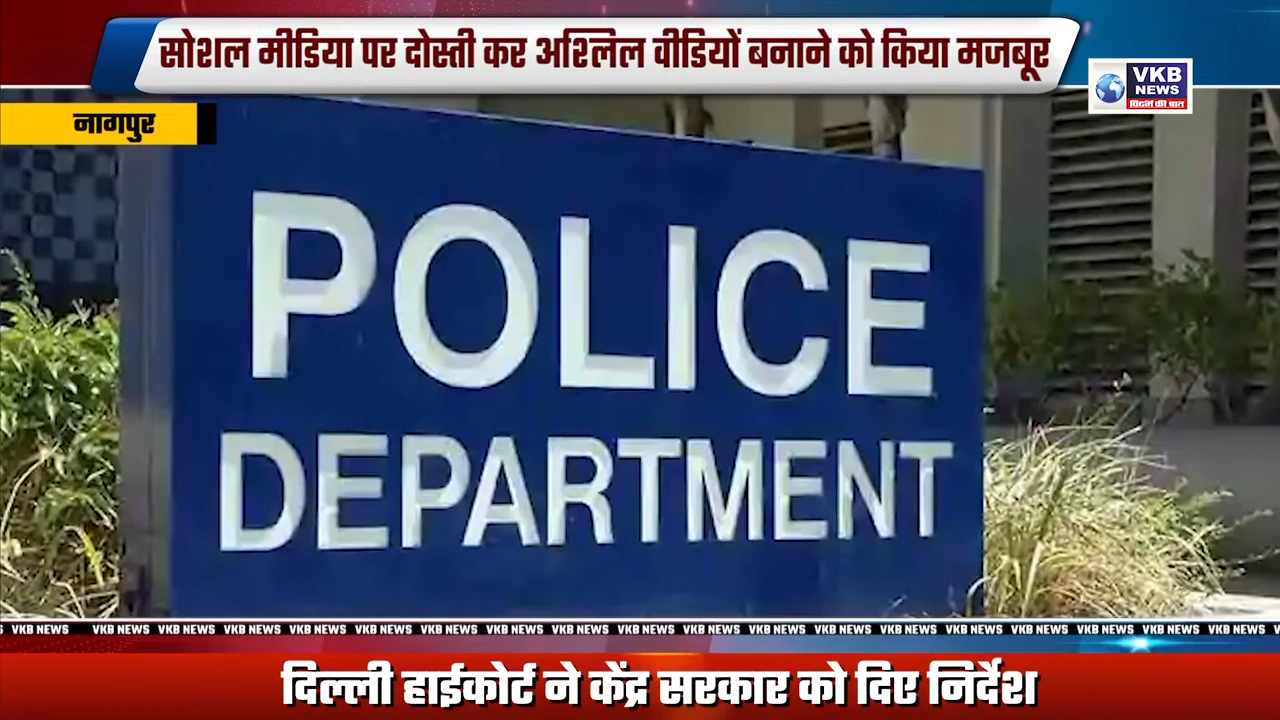 सोशल मीडिया पर दोस्ती कर अश्लिल वीडियों बनाने को किया मजबूर
VKB
NEWS
विदर्भ की बात
नागपुर
POLICE
DEPARTMENT
VKB NEWS VKB NEWS VKB NEWS VKB NEWS VKB NEWS VKB NEWS VKB NEWS VKB NEWS VKB NEWS VKB NEWS VKB NEWS VKB NEWS VKB NEWS VKB NEWS VKB NEWS VKB NEWS VKB NEWS VKB NEWS VKB NEWS
दिल्ली हाईकोर्ट ने केंद्र सरकार को दिए निर्देश